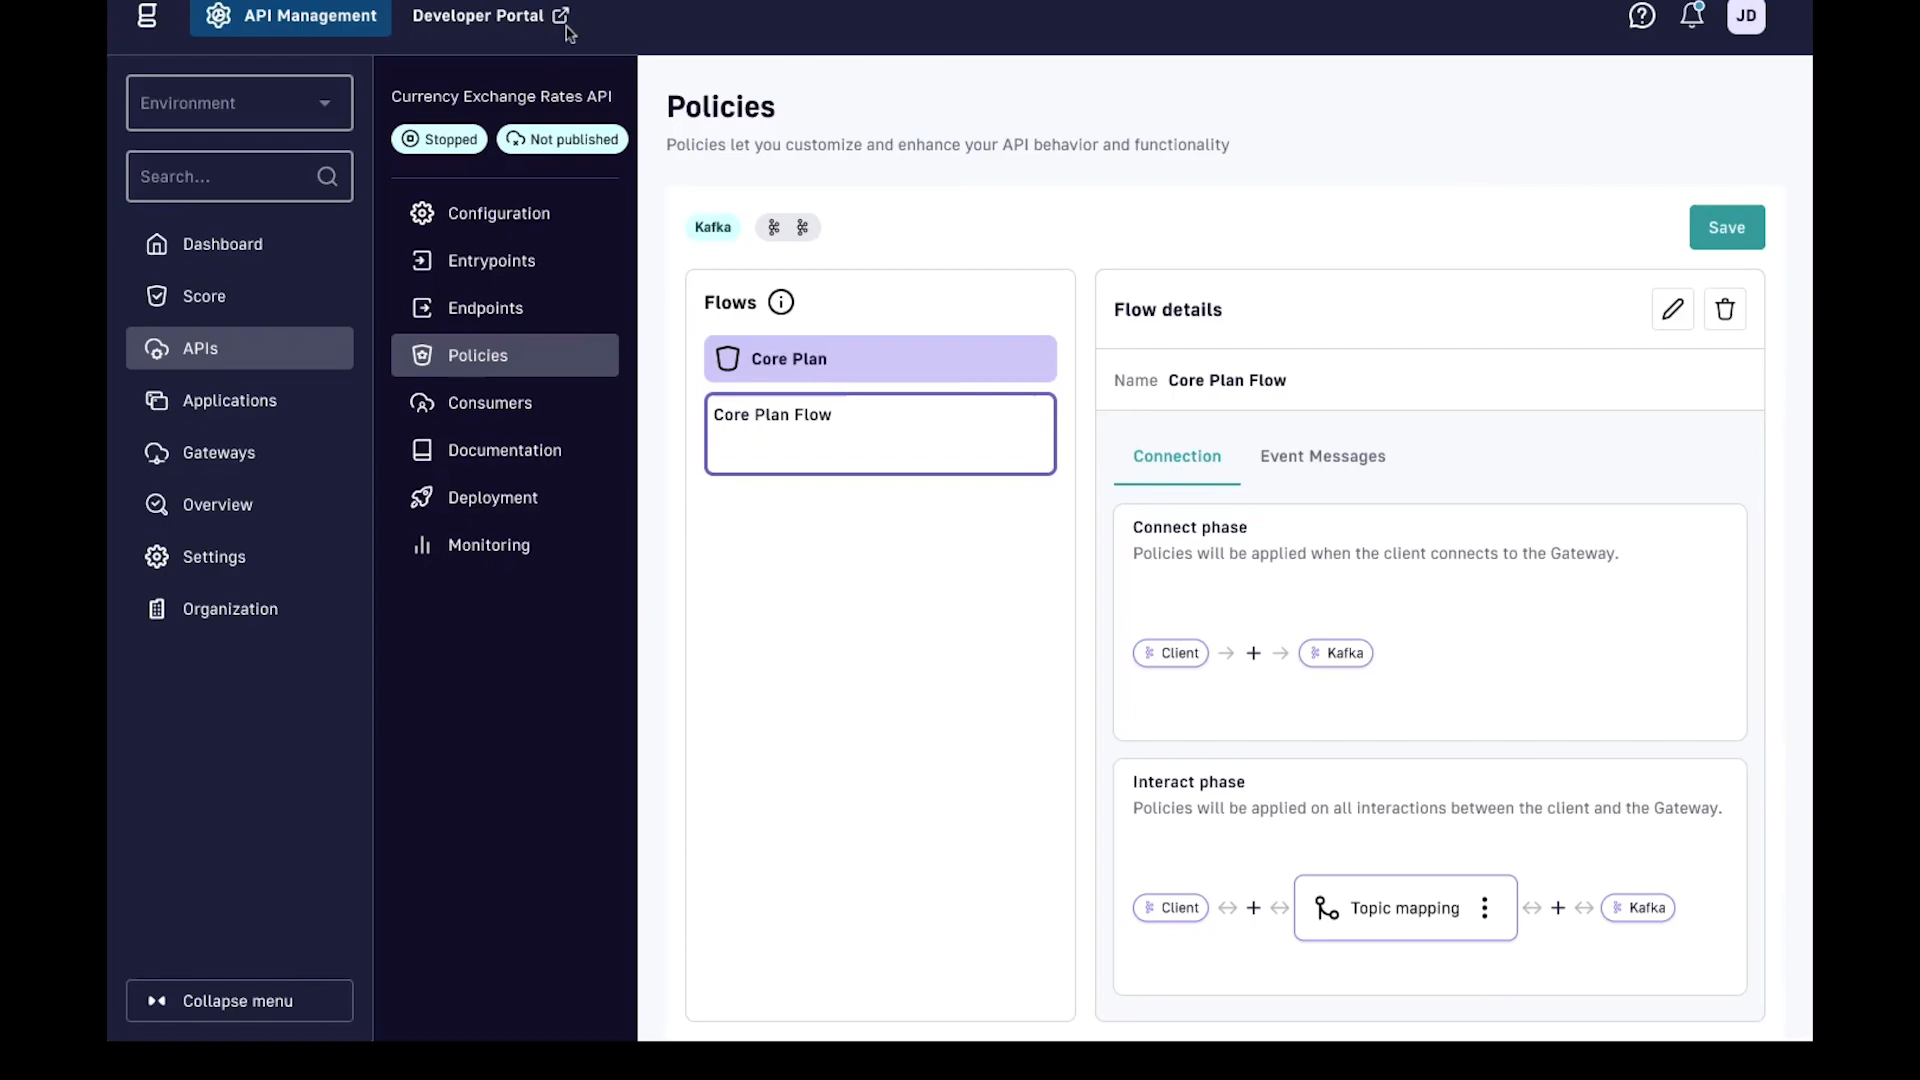 API Management
Developer Portal
JD
Environment
Search...
Dashboard
Score
APIs
Applications
Gateways
Overview
Settings
Organization
Collapse menu
Currency Exchange Rates API
Stopped
Not published
Configuration
Entrypoints
Endpoints
Policies
Consumers
Documentation
Deployment
Monitoring
Policies
Policies let you customize and enhance your API behavior and functionality
Kafka
Save
Flows
Core Plan
Core Plan Flow
Flow details
Name Core Plan Flow
Connection Event Messages
Connect phase
Policies will be applied when the client connects to the Gateway.
Client Kafka
Interact phase
Policies will be applied on all interactions between the client and the Gateway.
Client Topic mapping Kafka